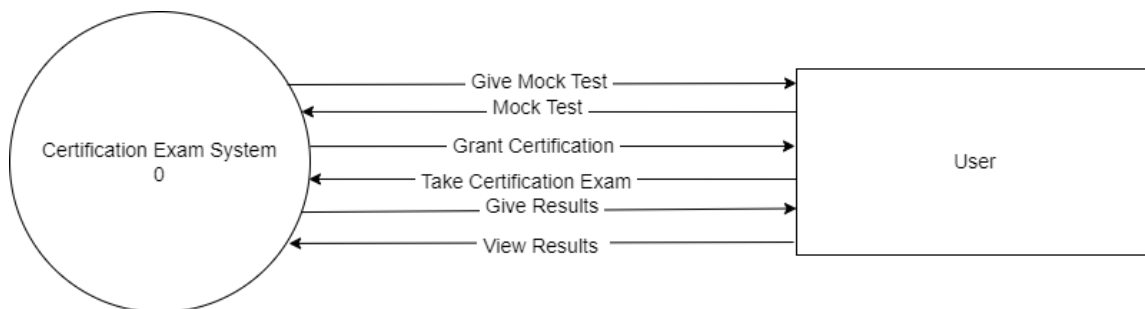 Give Mock Test
Mock Test
Certification Exam System
0
Grant Certification
User
Take Certification Exam
Give Results
View Results